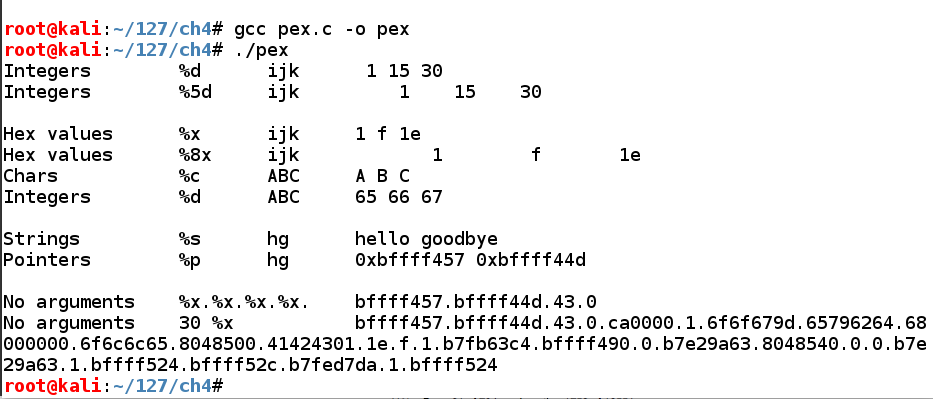 root@kali:~/127/ch4# gcc pex.c -o pex
root@kali:~/127/ch4# ./pex
Integers        %d      ijk      1 15 30
Integers        %5d     ijk         1    15    30
Hex values      %x      ijk     1 f 1e
Hex values      %8x     ijk            1        f       1e
Chars           %c      ABC     A B C
Integers        %d      ABC     65 66 67
Strings         %s      hg      hello goodbye
Pointers        %p      hg      0xbffff457 0xbffff44d
No arguments    %x.%x.%x.%x.    bffff457.bffff44d.43.0
No arguments    30 %x           bffff457.bffff44d.43.0.ca0000.1.6f6f679d.65796264.68
000000.6f6c6c65.8048500.41424301.1e.f.1.b7fb63c4.bffff490.0.b7e29a63.8048540.0.0.b7e
29a63.1.bffff524.bffff52c.b7fed7da.1.bffff524
root@kali:~/127/ch4#